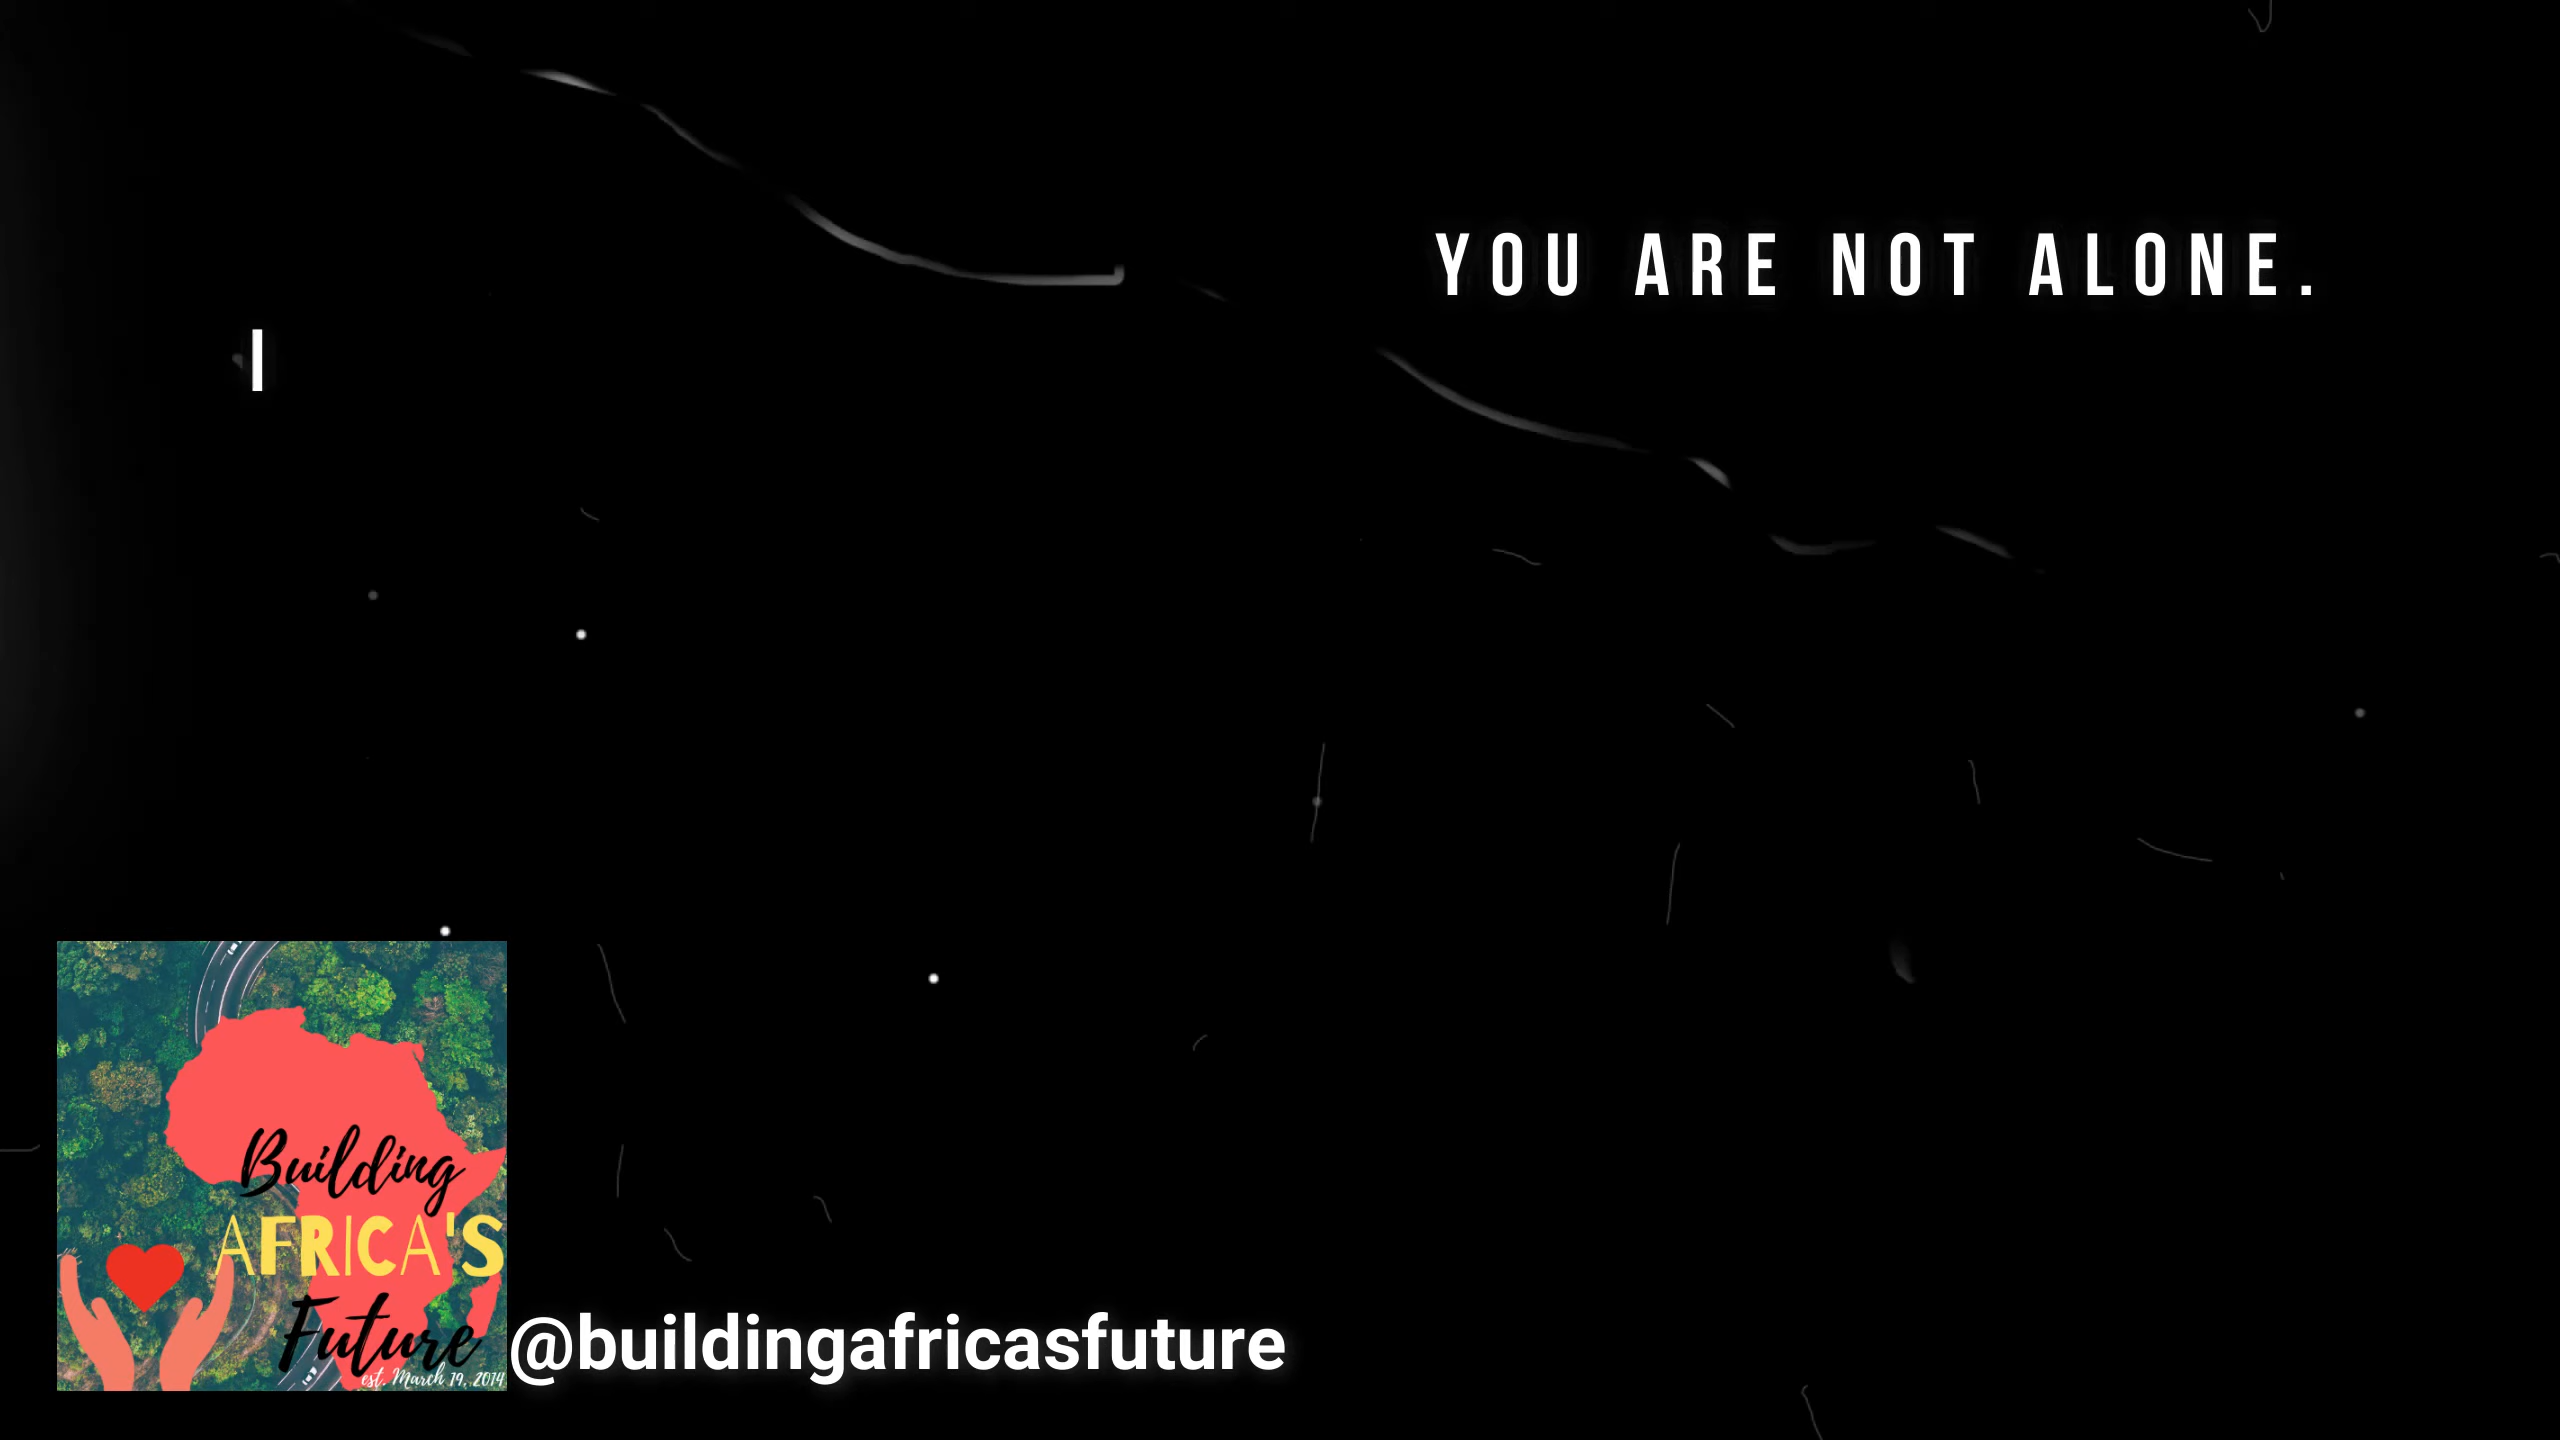 YOU ARE NOT ALONE.
I
Building
AFRICA'S
Future
est. March 19, 2014
@buildingafricasfuture